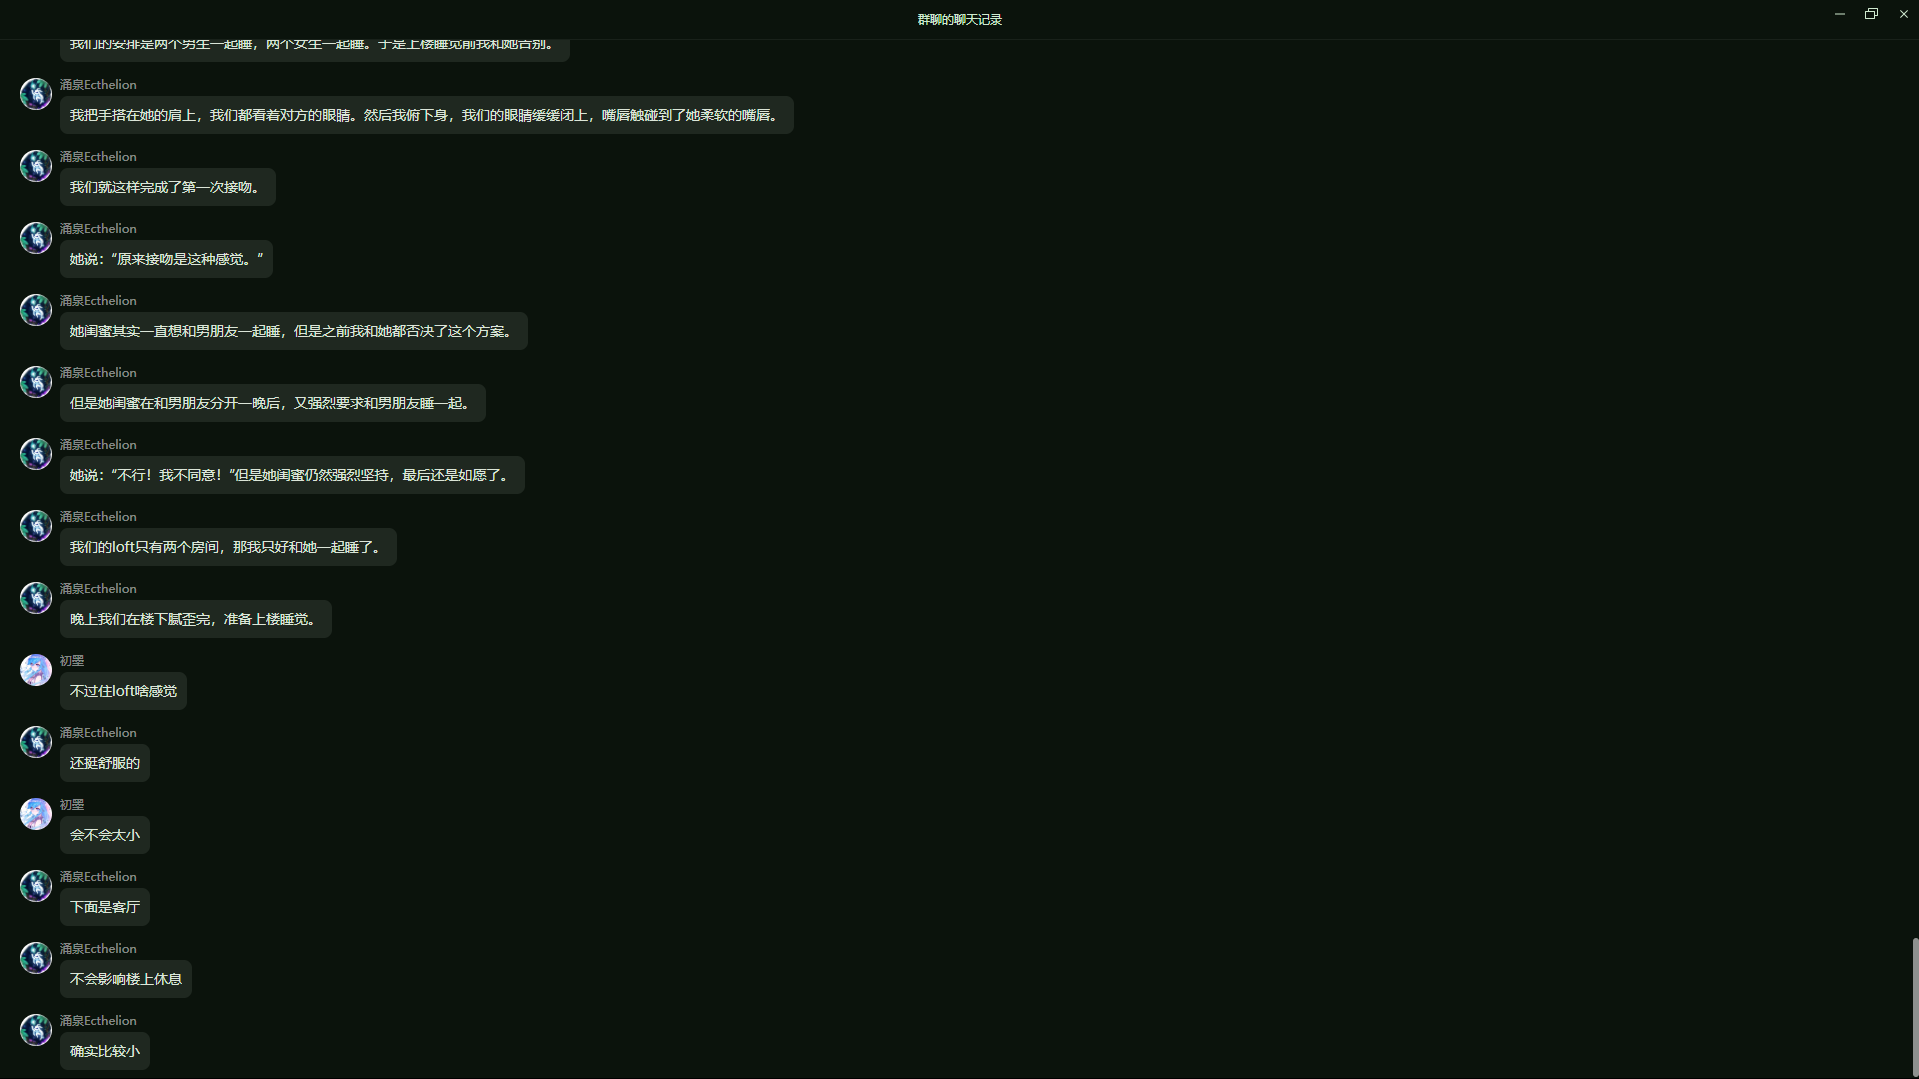 群聊的聊天记录
我们的安排是两个男生一起睡，两个女生一起睡。于是上楼睡觉前我和她告别。
涌泉Ecthelion
我把手搭在她的肩上，我们都看着对方的眼睛。然后我俯下身，我们的眼睛缓缓闭上，嘴唇触碰到了她柔软的嘴唇。
涌泉Ecthelion
我们就这样完成了第一次接吻。
涌泉Ecthelion
她说：“原来接吻是这种感觉。”
涌泉Ecthelion
她闺蜜其实一直想和男朋友一起睡，但是之前我和她都否决了这个方案。
涌泉Ecthelion
但是她闺蜜在和男朋友分开一晚后，又强烈要求和男朋友睡一起。
涌泉Ecthelion
她说：“不行！我不同意！”但是她闺蜜仍然强烈坚持，最后还是如愿了。
涌泉Ecthelion
我们的loft只有两个房间，那我只好和她一起睡了。
涌泉Ecthelion
晚上我们在楼下腻歪完，准备上楼睡觉。
初墨
不过住loft啥感觉
涌泉Ecthelion
还挺舒服的
初墨
会不会太小
涌泉Ecthelion
下面是客厅
涌泉Ecthelion
不会影响楼上休息
涌泉Ecthelion
确实比较小